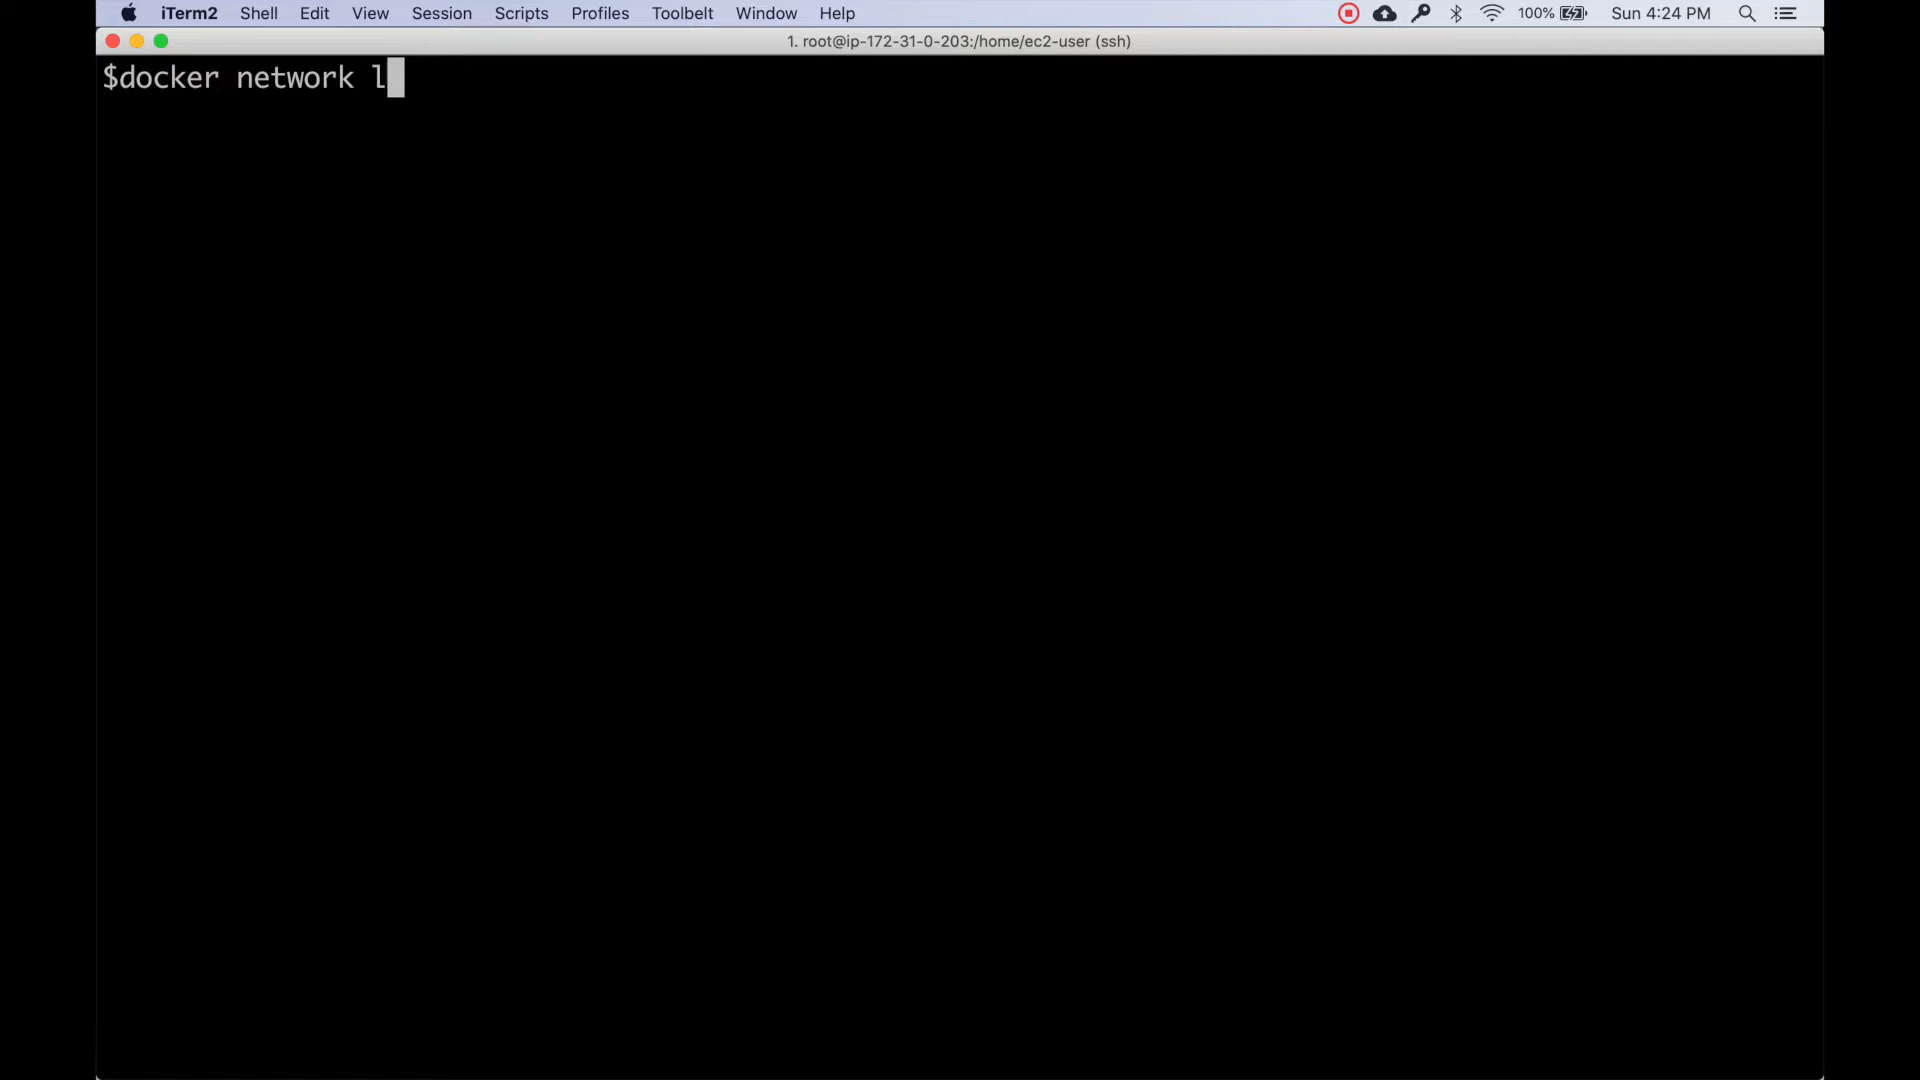 iTerm2 Shell Edit View Session Scripts Profiles Toolbelt Window Help 100% Sun 4:24 PM
1. root@ip-172-31-0-203:/home/ec2-user (ssh)
$docker network l